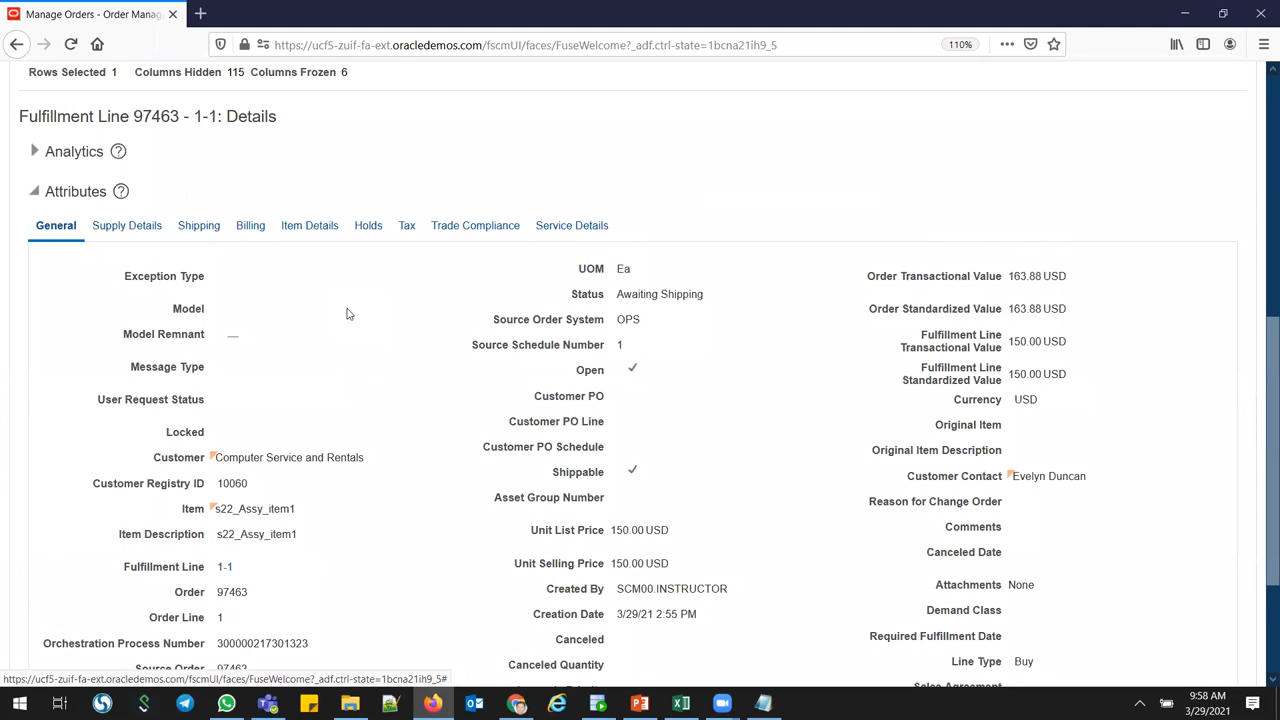 Manage Orders - Order Manag
https://ucf5-zuif-fa-ext.oracledemos.com/fscmUI/faces/FuseWelcome?_adf.ctrl-state=1bcna21ih9_5
110%
Rows Selected 1 Columns Hidden 115 Columns Frozen 6
Fulfillment Line 97463 - 1-1: Details
Analytics
Attributes
General Supply Details Shipping Billing Item Details Holds Tax Trade Compliance Service Details
Exception Type
Model
Model Remnant
Message Type
User Request Status
Locked
Customer Computer Service and Rentals
Customer Registry ID 10060
Item s22_Assy_item1
Item Description s22_Assy_item1
Fulfillment Line 1-1
Order 97463
Order Line 1
Orchestration Process Number 300000217301323
Source Order 97463
UOM Ea
Status Awaiting Shipping
Source Order System OPS
Source Schedule Number 1
Open
Customer PO
Customer PO Line
Customer PO Schedule
Shippable
Asset Group Number
Unit List Price 150.00 USD
Unit Selling Price 150.00 USD
Created By SCM00.INSTRUCTOR
Creation Date 3/29/21 2:55 PM
Canceled
Canceled Quantity
Order Transactional Value 163.88 USD
Order Standardized Value 163.88 USD
Fulfillment Line
Transactional Value 150.00 USD
Fulfillment Line
Standardized Value 150.00 USD
Currency USD
Original Item
Original Item Description
Customer Contact Evelyn Duncan
Reason for Change Order
Comments
Canceled Date
Attachments None
Demand Class
Required Fulfillment Date
Line Type Buy
Sales Agreement
https://ucf5-zuif-fa-ext.oracledemos.com/fscmUI/faces/FuseWelcome?_adf.ctrl-state=1bcna21ih9_5#
9:58 AM
3/29/2021